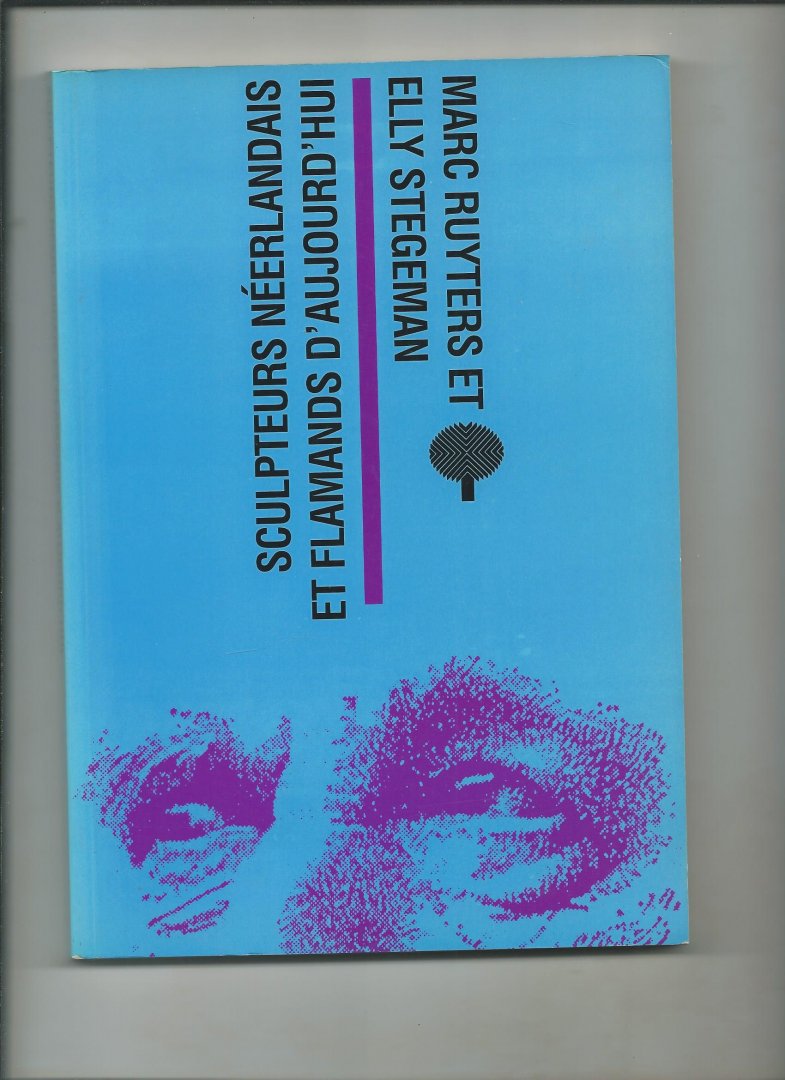 MARC RUYTERS ET
ELLY STEGEMAN
SCULPTEURS NÉERLANDAIS
ET FLAMANDS D'AUJOURD'HUI